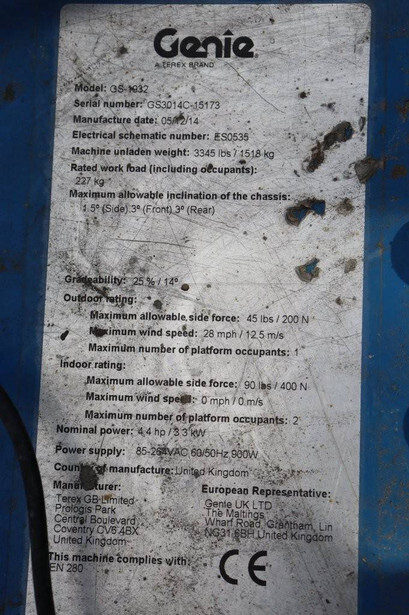 Genie
A TEREX BRAND
Model: GS-1932
Serial number: GS3014C-15173
Manufacture date: 05/12/14
Electrical schematic number: ES0535
Machine unladen weight: 3345 lbs / 1518 kg
Rated work load (including occupants):
227 kg
Maximum allowable inclination of the chassis:
1.5° (Side) 3° (Front) 3° (Rear)
Gradeability: 25 % / 14°
Outdoor rating:
Maximum allowable side force: 45 lbs / 200 N
Maximum wind speed: 28 mph / 12.5 m/s
Maximum number of platform occupants: 1
Indoor rating:
Maximum allowable side force: 90 lbs / 400 N
Maximum wind speed: 0 mph / 0 m/s
Maximum number of platform occupants: 2
Nominal power: 4.4 hp / 3.3 kW
Power supply: 85-264VAC 60/50Hz 900W
Country of manufacture: United Kingdom
Manufacturer:
Terex GB Limited
Prologis Park
Central Boulevard
Coventry CV6 4BX
United Kingdom
European Representative:
Genie UK LTD
The Maltings
Wharf Road, Grantham, Lin
NG31 6BH United Kingdom
This machine complies with:
EN 280
CE